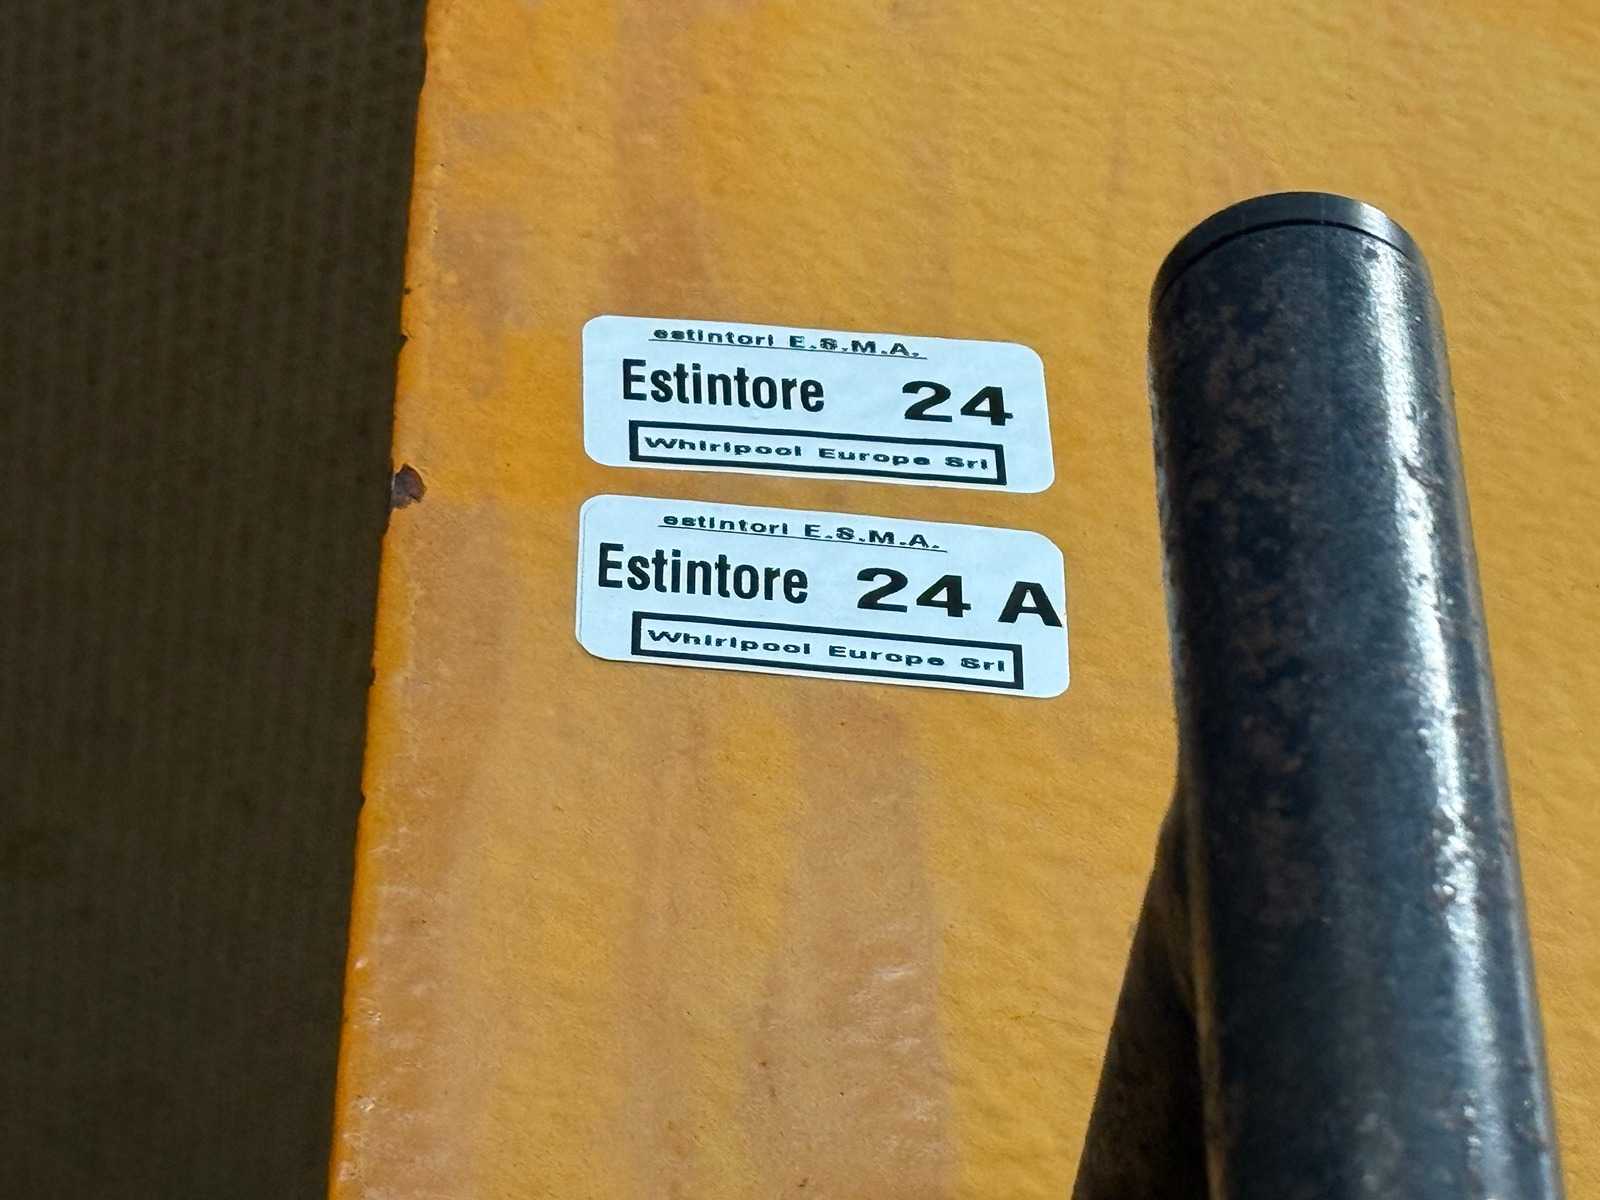 estintori E.S.M.A.
Estintore 24
Whirlpool Europe Srl
estintori E.S.M.A.
Estintore 24 A
Whirlpool Europe Srl